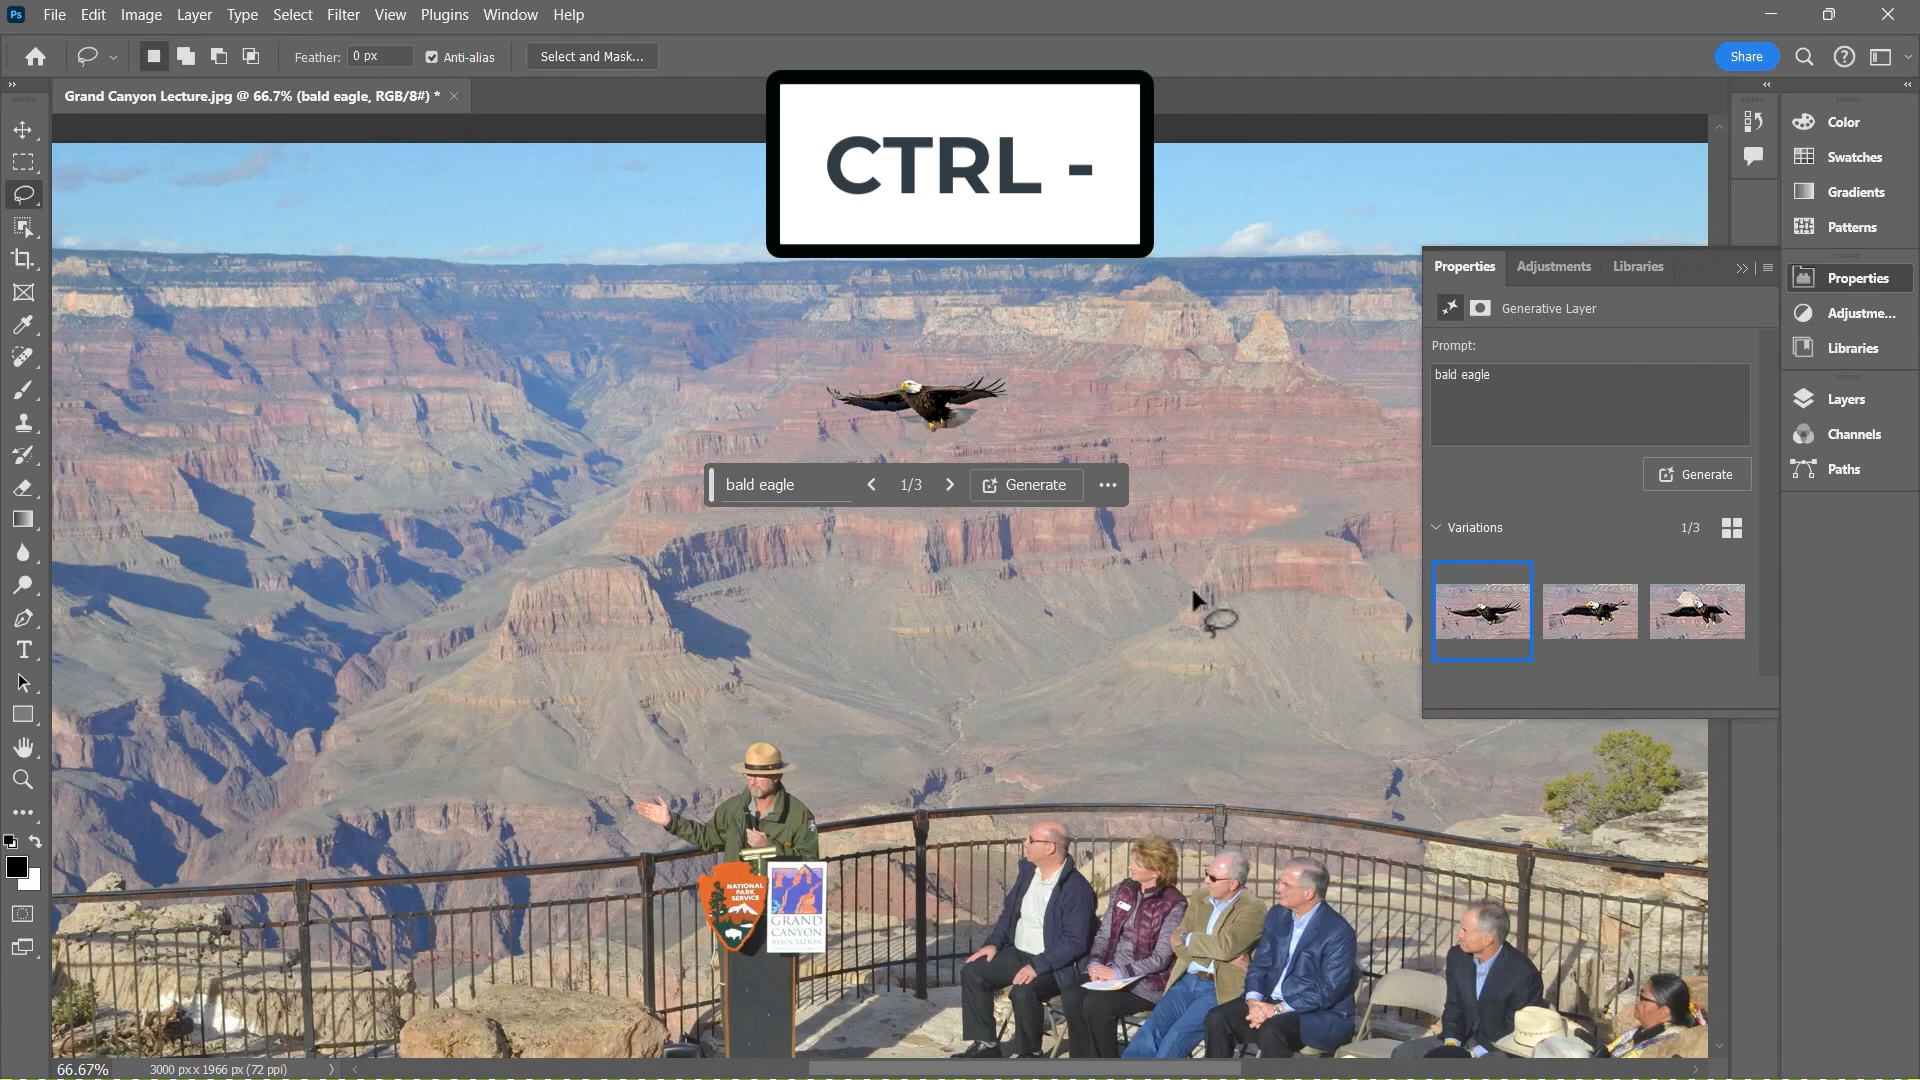 Ps File Edit Image Layer Type Select Filter View Plugins Window Help
Feather: 0 px Anti-alias Select and Mask... Share
Grand Canyon Lecture.jpg @ 66.7% (bald eagle, RGB/8#) *
CTRL -
Color
Swatches
Gradients
Patterns
Properties
Adjustme...
Libraries
Layers
Channels
Paths
Properties Adjustments Libraries
Generative Layer
Prompt:
bald eagle
Generate
Variations 1/3
bald eagle 1/3 Generate
NATIONAL
PARK
SERVICE
GRAND
CANYON
ASSOCIATION
66.67% 3000 px x 1966 px (72 ppi)